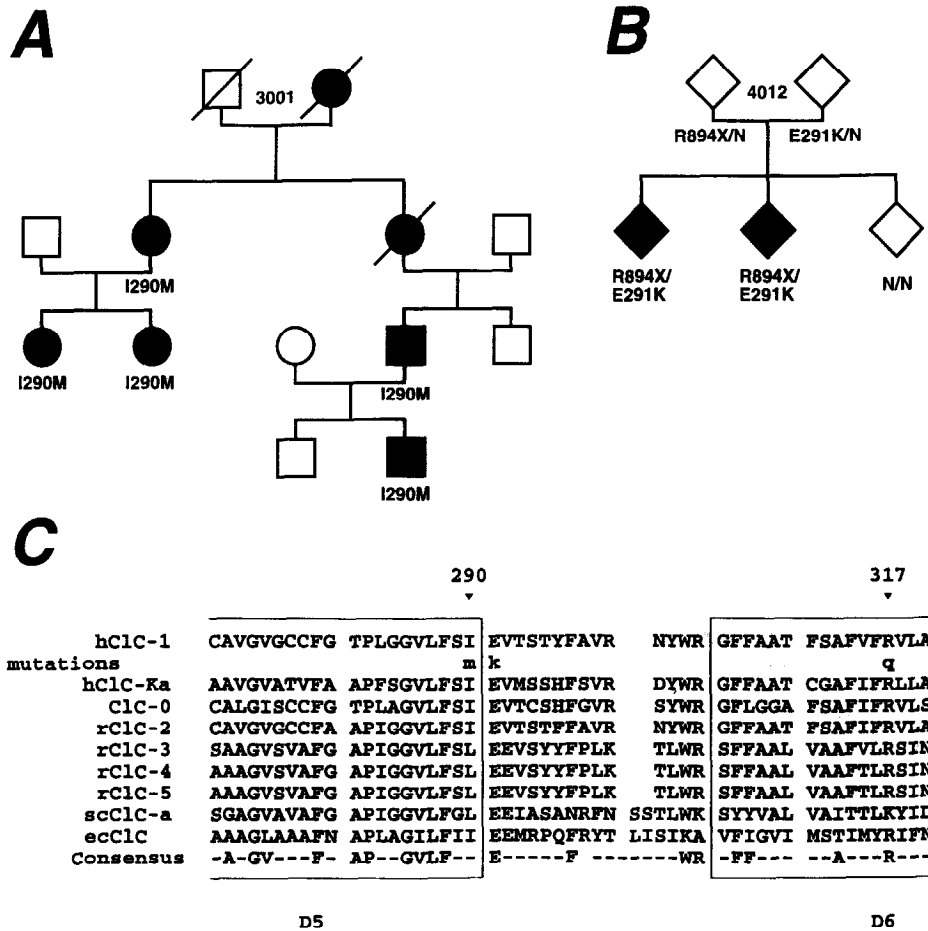 A
B
3001
4012
R894X/N E291K/N
I290M
R894X/
E291K
R894X/
E291K
N/N
I290M I290M
I290M
I290M
C
290 317
hClC-1 CAVGVGCCFG TPLGGVLFSI EVTSTYFAVR NYWR GFFAAT FSAFVFRVLA
mutations m k q
hClC-Ka AAVGVATVFA APFSGVLFSI EVMSSHFSVR DYWR GFFAAT CGAFIFRLLA
ClC-0 CALGISCCFG TPLAGVLFSI EVTCSHFGVR SYWR GFLGGA FSAFIFRVLS
rClC-2 CAVGVGCCFA APIGGVLFSI EVTSTFFAVR NYWR GFFAAT FSAFIFRVLA
rClC-3 SAAGVSVAFG APIGGVLFSL EEVSYYFPLK TLWR SFFAAL VAAFVLRSIN
rClC-4 AAAGVSVAFG APIGGVLFSL EEVSYYFPLK TLWR SFFAAL VAAFTLRSIN
rClC-5 AAAGVSVAFG APIGGVLFSL EEVSYYFPLK TLWR SFFAAL VAAFTLRSIN
scClC-a SGAGVAVAFG APIGGVLFGL EEIASANRFN SSTLWK SYYVAL VAITTLKYII
ecClC AAAGLAAAFN APLAGILFII EEMRPQFRYT LISIKA VFIGVI MSTIMYRIFN
Consensus -A-GV---F- AP--GVLF-- E-----F -------WR -FF--- --A---R---
D5 D6